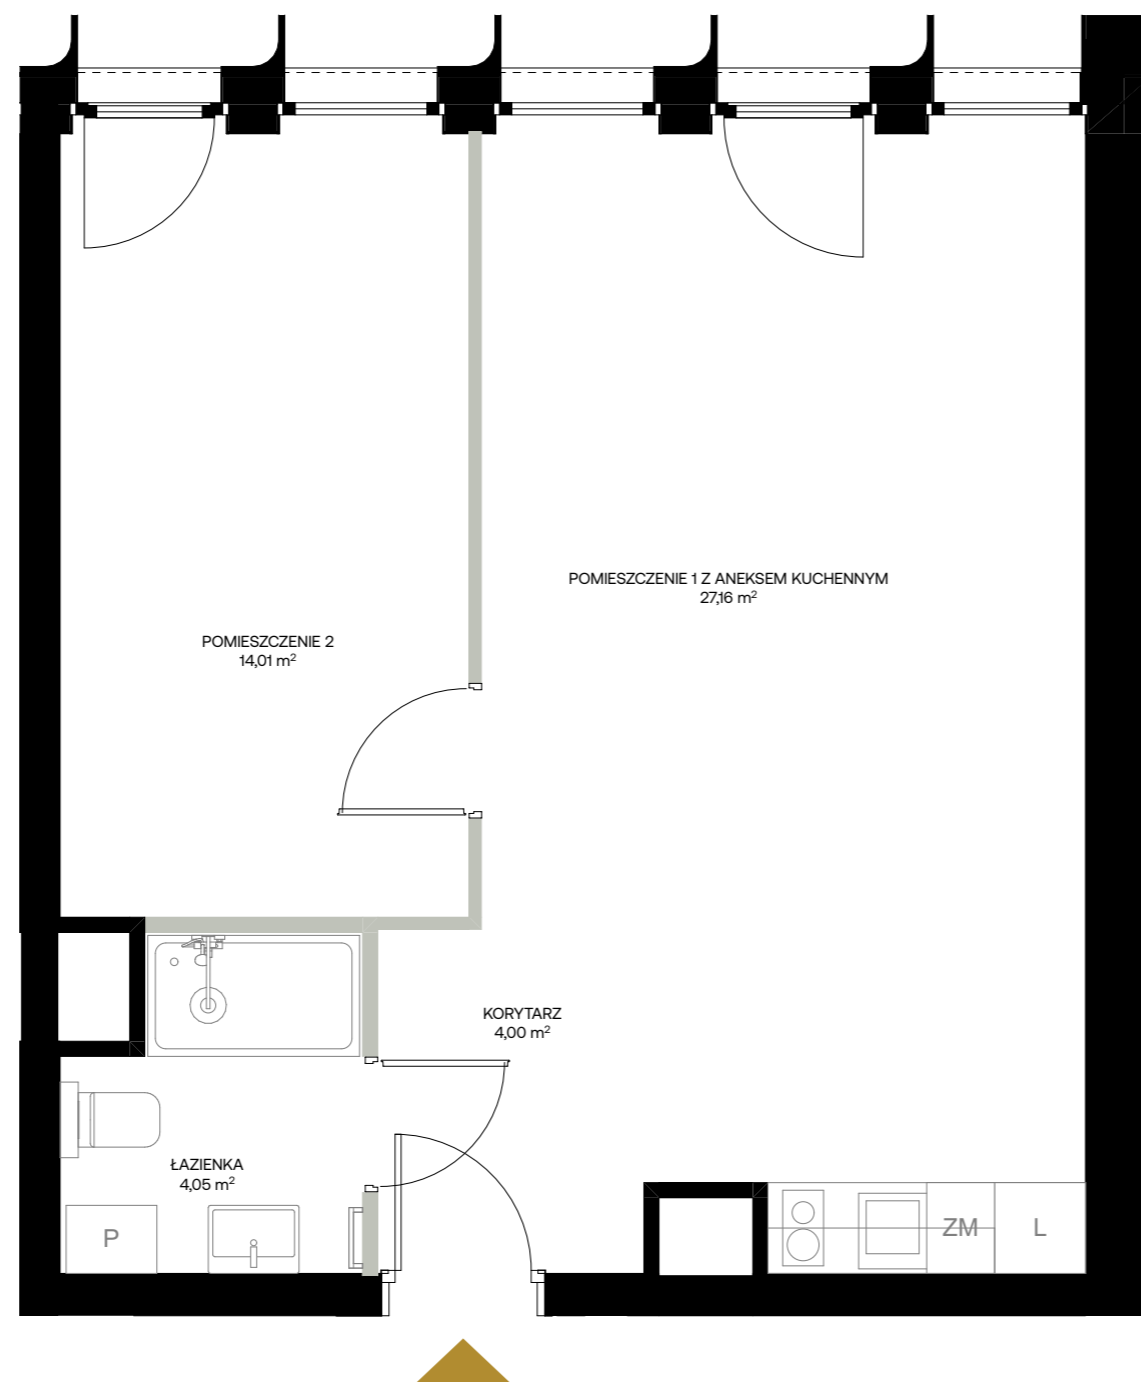 POMIESZCZENIE 1 Z ANEKSEM KUCHENNYM
27,16 m²
POMIESZCZENIE 2
14,01 m²
KORYTARZ
4,00 m²
ŁAZIENKA
4,05 m²
P
ZM
L